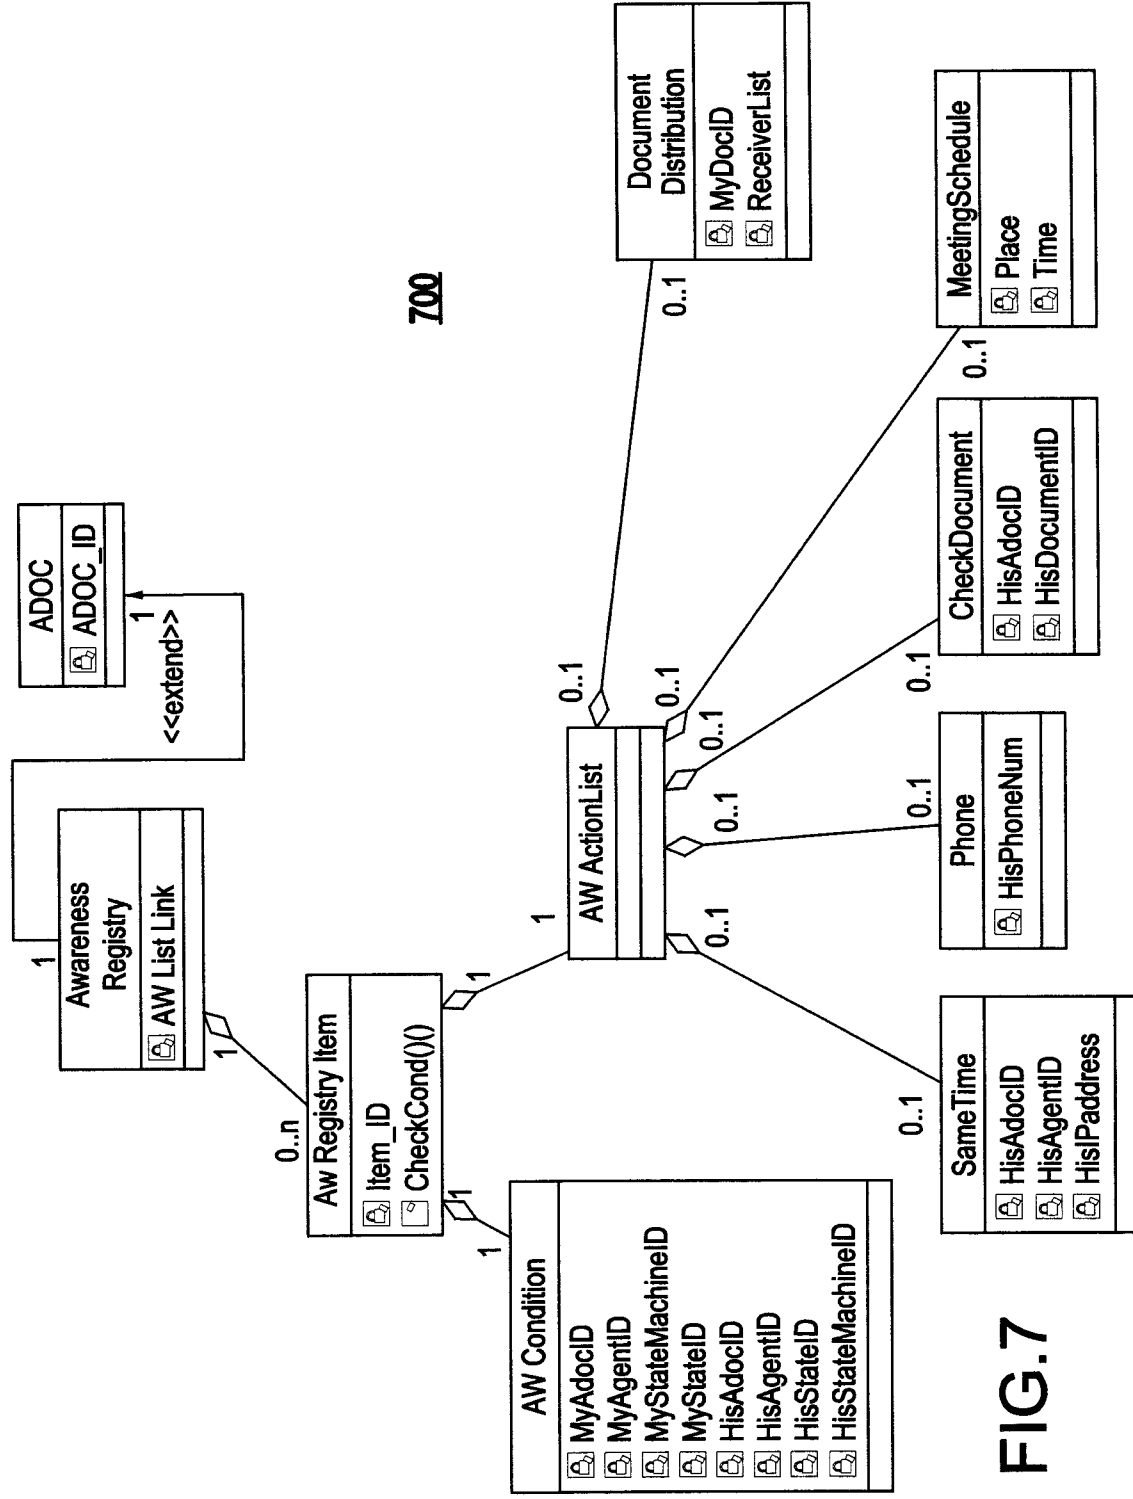 ADOC
ADOC_ID
1
<<extend>>
1
Awareness
Registry
AW List Link
1
0..n
Aw Registry Item
Item_ID
CheckCond()()
1
1
1
1
AW Condition
MyAdocID
MyAgentID
MyStateMachineID
MyStateID
HisAdocID
HisAgentID
HisStateID
HisStateMachineID
AW ActionList
0..1
0..1
0..1
0..1
0..1
700
0..1
Document
Distribution
MyDocID
ReceiverList
0..1
SameTime
HisAdocID
HisAgentID
HisIPaddress
0..1
Phone
HisPhoneNum
0..1
CheckDocument
HisAdocID
HisDocumentID
0..1
MeetingSchedule
Place
Time
FIG.7